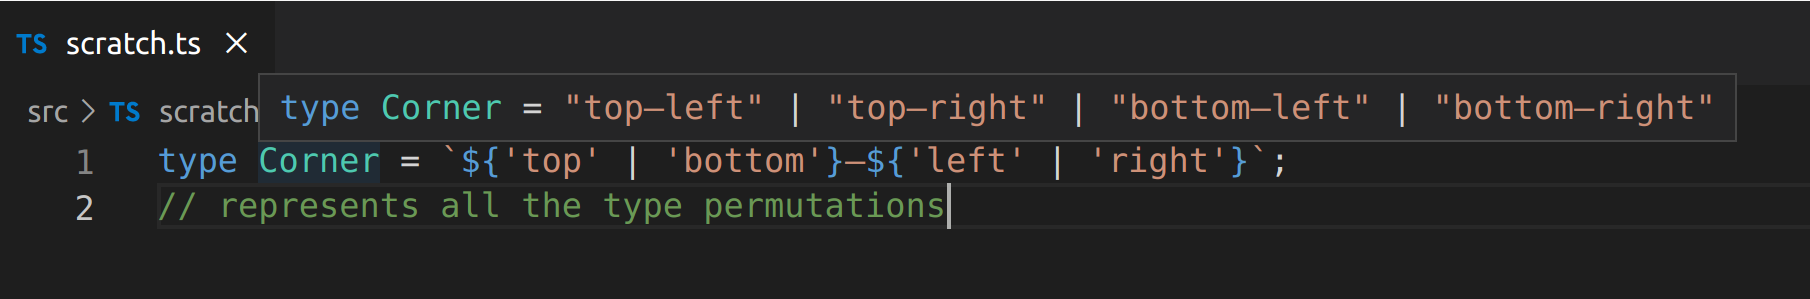 TS scratch.ts ×
src > TS scratch
type Corner = "top–left" | "top–right" | "bottom–left" | "bottom–right"
1 type Corner = `${'top' | 'bottom'}–${'left' | 'right'}`;
2 // represents all the type permutations